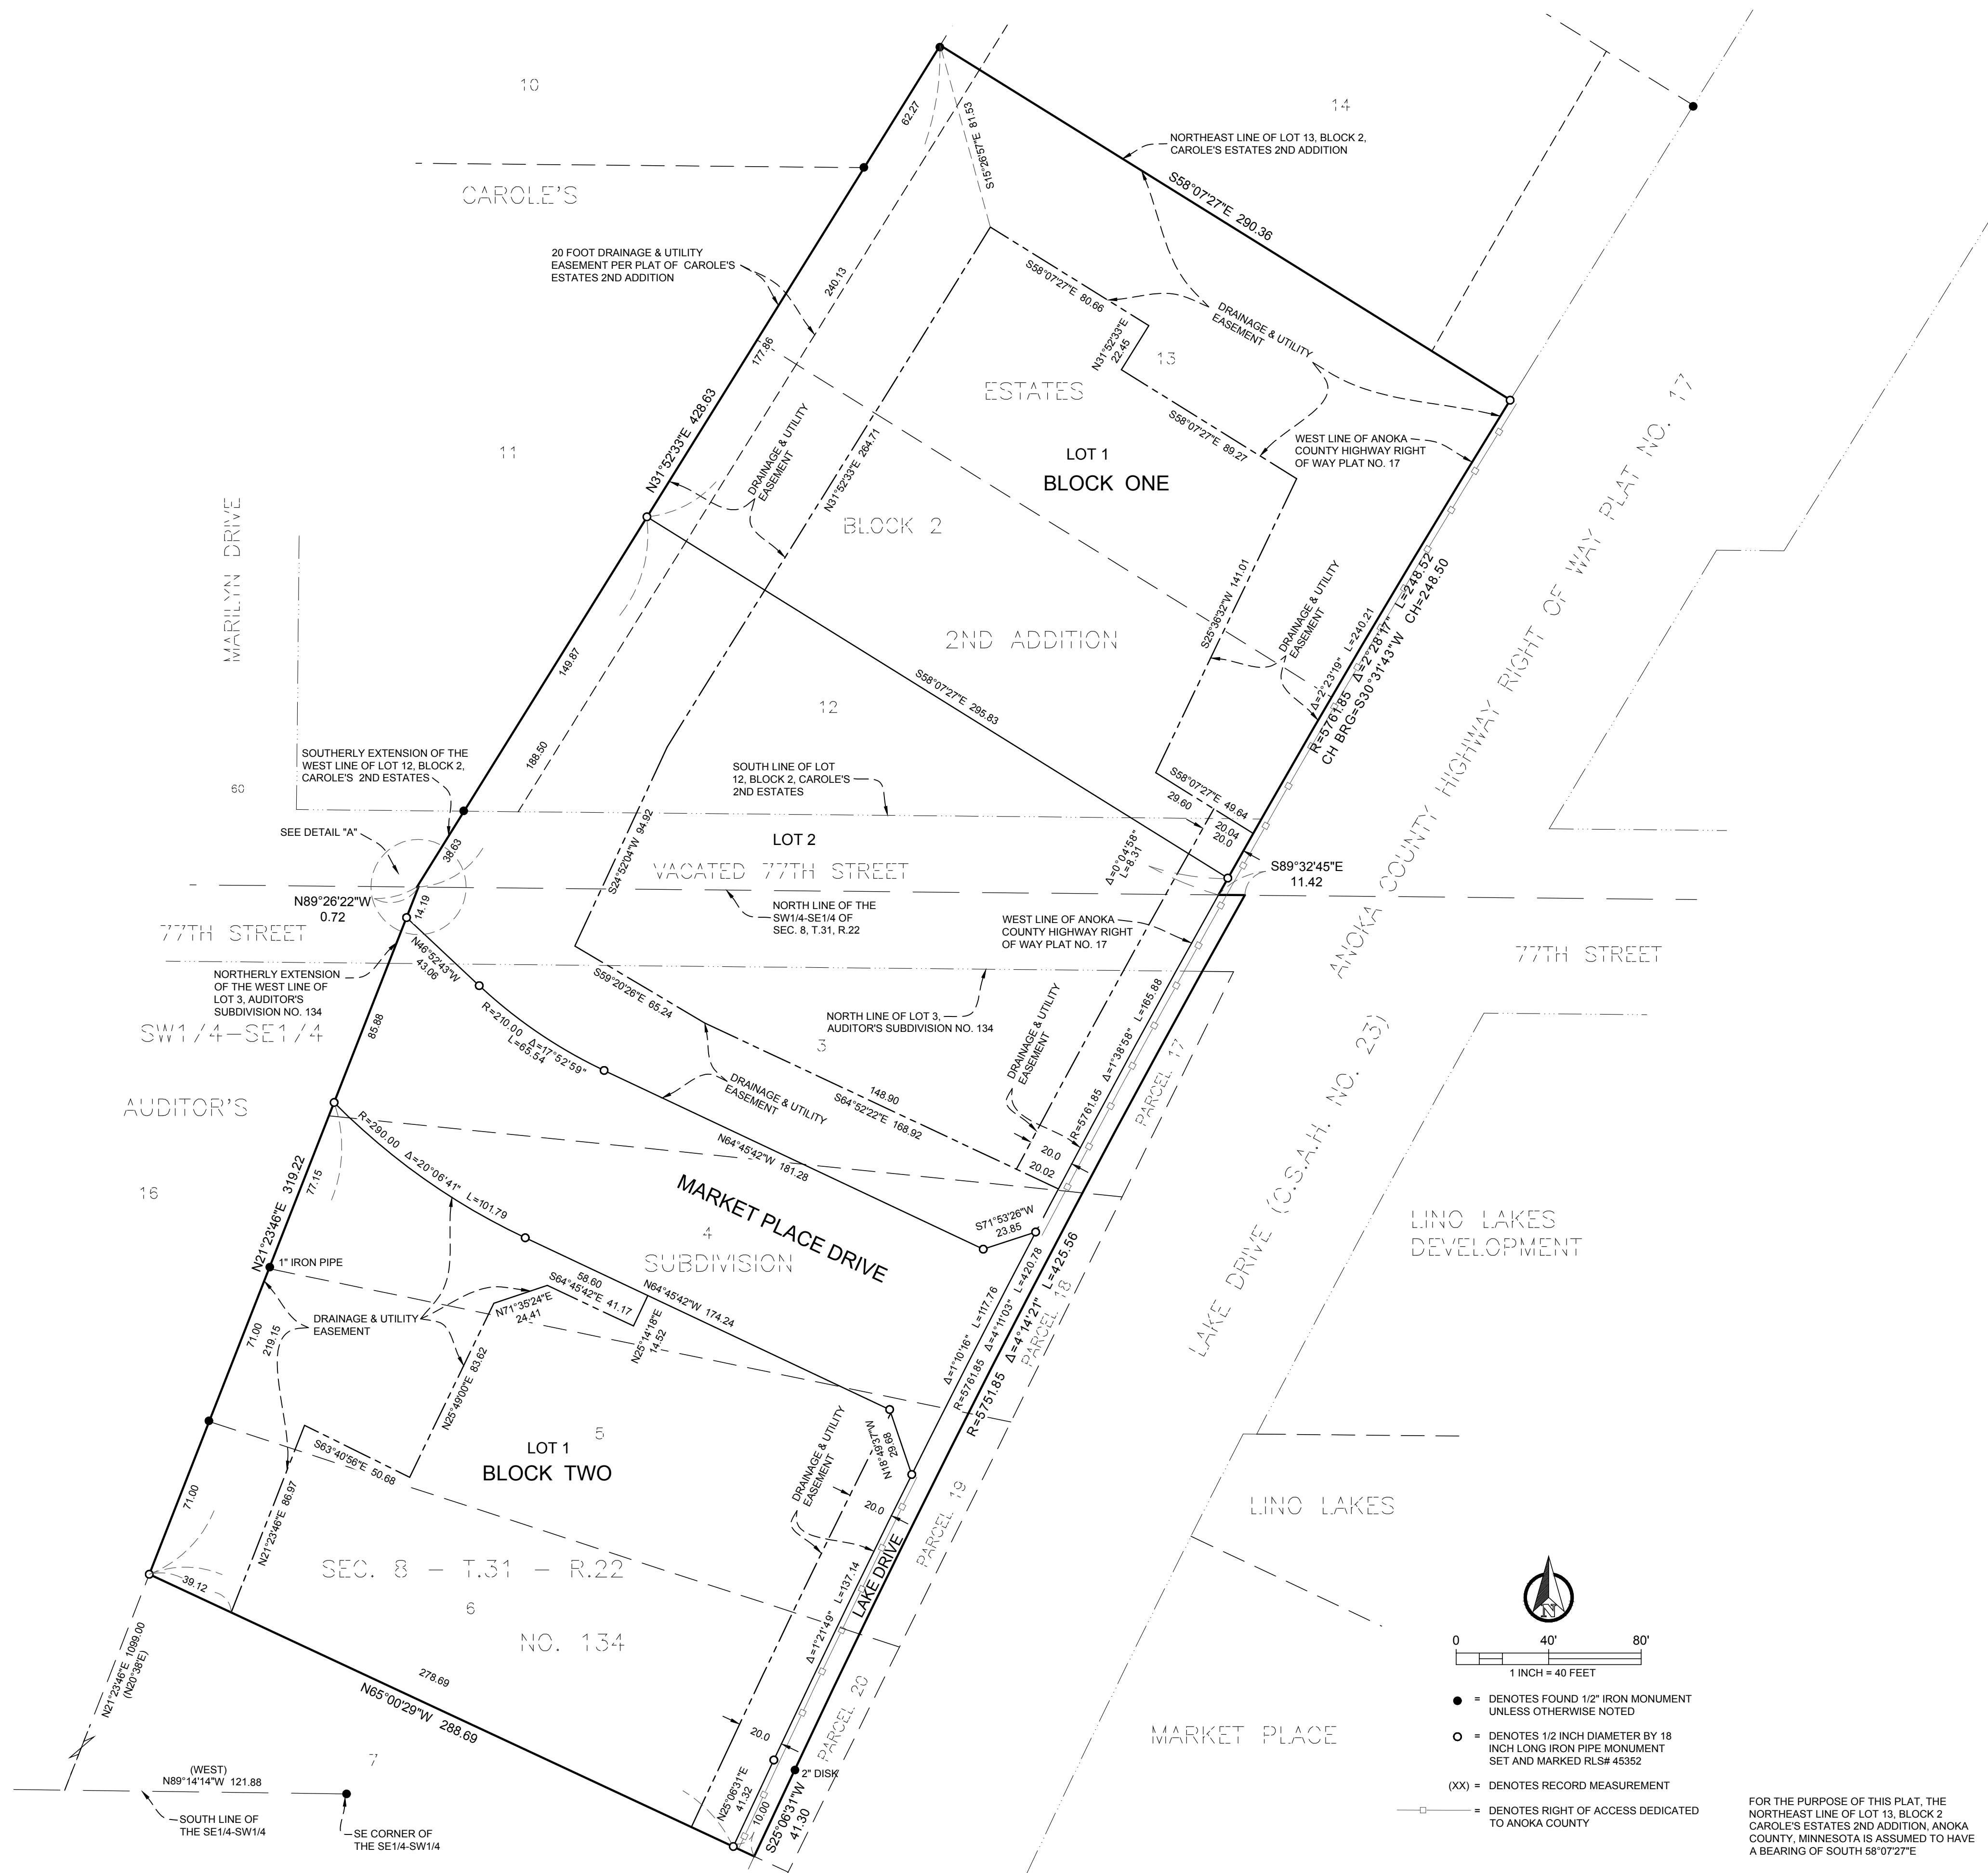 10
14
62.27
S15°26'57"E 81.53
NORTHEAST LINE OF LOT 13, BLOCK 2,
CAROLE'S ESTATES 2ND ADDITION
CAROLE'S
S58°07'27"E 290.36
20 FOOT DRAINAGE & UTILITY
EASEMENT PER PLAT OF CAROLE'S
ESTATES 2ND ADDITION
240.13
S58°07'27"E 80.66
DRAINAGE & UTILITY
EASEMENT
N31°52'33"E
22.45
13
177.86
ESTATES
N31°52'33"E 428.63
DRAINAGE & UTILITY
EASEMENT
N31°52'33"E 264.71
S58°07'27"E 89.27
WEST LINE OF ANOKA
COUNTY HIGHWAY RIGHT
OF WAY PLAT NO. 17
11
LOT 1
BLOCK ONE
BLOCK 2
MARILYN DRIVE
ANOKA COUNTY HIGHWAY RIGHT OF WAY PLAT NO. 17
S25°36'32"W 141.01
DRAINAGE & UTILITY
EASEMENT
Δ=2°23'19" L=240.21
R=5761.85 Δ=2°28'17" L=248.52
CH BRG=S30°31'43"W CH=248.50
2ND ADDITION
149.87
S58°07'27"E 295.83
12
188.50
SOUTHERLY EXTENSION OF THE
WEST LINE OF LOT 12, BLOCK 2,
CAROLE'S 2ND ESTATES
SOUTH LINE OF LOT
12, BLOCK 2, CAROLE'S
2ND ESTATES
60
S58°07'27"E 49.64
29.60
20.04
20.0
SEE DETAIL "A"
38.63
S24°52'04"W 94.92
LOT 2
VACATED 77TH STREET
Δ=0°04'58"
L=8.31
S89°32'45"E
11.42
N89°26'22"W
0.72
14.19
NORTH LINE OF THE
SW1/4-SE1/4 OF
SEC. 8, T.31, R.22
WEST LINE OF ANOKA
COUNTY HIGHWAY RIGHT
OF WAY PLAT NO. 17
77TH STREET
77TH STREET
N46°52'43"W
43.06
NORTHERLY EXTENSION
OF THE WEST LINE OF
LOT 3, AUDITOR'S
SUBDIVISION NO. 134
S59°20'26"E 65.24
R=210.00 Δ=17°52'59"
L=65.54
NORTH LINE OF LOT 3,
AUDITOR'S SUBDIVISION NO. 134
SW1/4-SE1/4
85.88
3
DRAINAGE & UTILITY
EASEMENT
R=5761.85 Δ=1°38'58" L=165.88
PARCEL 17
LAKE DRIVE (C.S.A.H. NO. 23)
AUDITOR'S
DRAINAGE & UTILITY
EASEMENT
148.90
S64°52'22"E 168.92
R=290.00 Δ=20°06'41" L=101.79
N64°45'42"W 181.28
20.0
20.02
16
N21°23'46"E 319.22
77.15
MARKET PLACE DRIVE
S71°53'26"W
23.85
4
SUBDIVISION
LINO LAKES
DEVELOPMENT
1" IRON PIPE
58.60
S64°45'42"E 41.17
N64°45'42"W 174.24
N71°35'24"E
24.41
N25°14'18"E
14.52
DRAINAGE & UTILITY
EASEMENT
71.00
219.15
N25°49'00"E 83.62
Δ=1°10'16" L=117.76
R=5761.85 Δ=4°11'03" L=420.78
R=5751.85 Δ=4°14'21" L=425.56
PARCEL 18
S63°40'56"E 50.68
LOT 1
5
BLOCK TWO
DRAINAGE & UTILITY
EASEMENT
N18°49'37"W
29.68
71.00
N21°23'46"E 86.97
20.0
PARCEL 19
LINO LAKES
39.12
SEC. 8 - T.31 - R.22
LAKE DRIVE
Δ=1°21'49" L=137.14
6
NO. 134
N21°23'46"E 1099.00
(N20°38'E)
278.69
N65°00'29"W 288.69
PARCEL 20
20.0
MARKET PLACE
7
2" DISK
(WEST)
N89°14'14"W 121.88
N25°06'31"E
41.32
10.00
S25°06'31"W
41.30
SOUTH LINE OF
THE SE1/4-SW1/4
SE CORNER OF
THE SE1/4-SW1/4
N
0 40' 80'
1 INCH = 40 FEET
= DENOTES FOUND 1/2" IRON MONUMENT
UNLESS OTHERWISE NOTED
= DENOTES 1/2 INCH DIAMETER BY 18
INCH LONG IRON PIPE MONUMENT
SET AND MARKED RLS# 45352
(XX) = DENOTES RECORD MEASUREMENT
= DENOTES RIGHT OF ACCESS DEDICATED
TO ANOKA COUNTY
FOR THE PURPOSE OF THIS PLAT, THE
NORTHEAST LINE OF LOT 13, BLOCK 2
CAROLE'S ESTATES 2ND ADDITION, ANOKA
COUNTY, MINNESOTA IS ASSUMED TO HAVE
A BEARING OF SOUTH 58°07'27"E